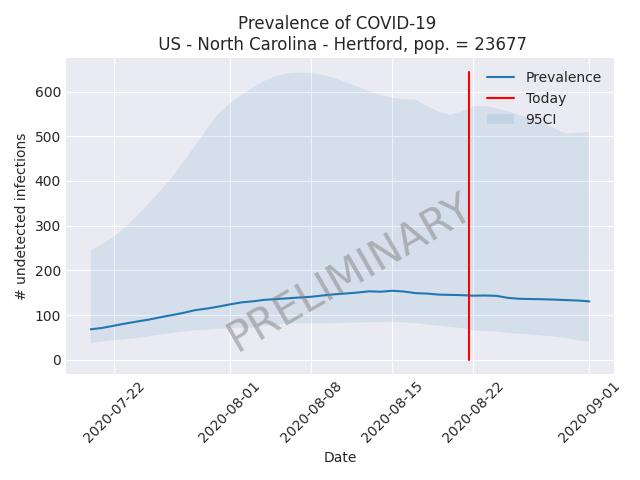 Prevalence of COVID-19
US - North Carolina - Hertford, pop. = 23677
Prevalence
Today
95CI
600
500
400
300
200
100
0
# undetected infections
PRELIMINARY
2020-07-22
2020-08-01
2020-08-08
2020-08-15
2020-08-22
2020-09-01
Date